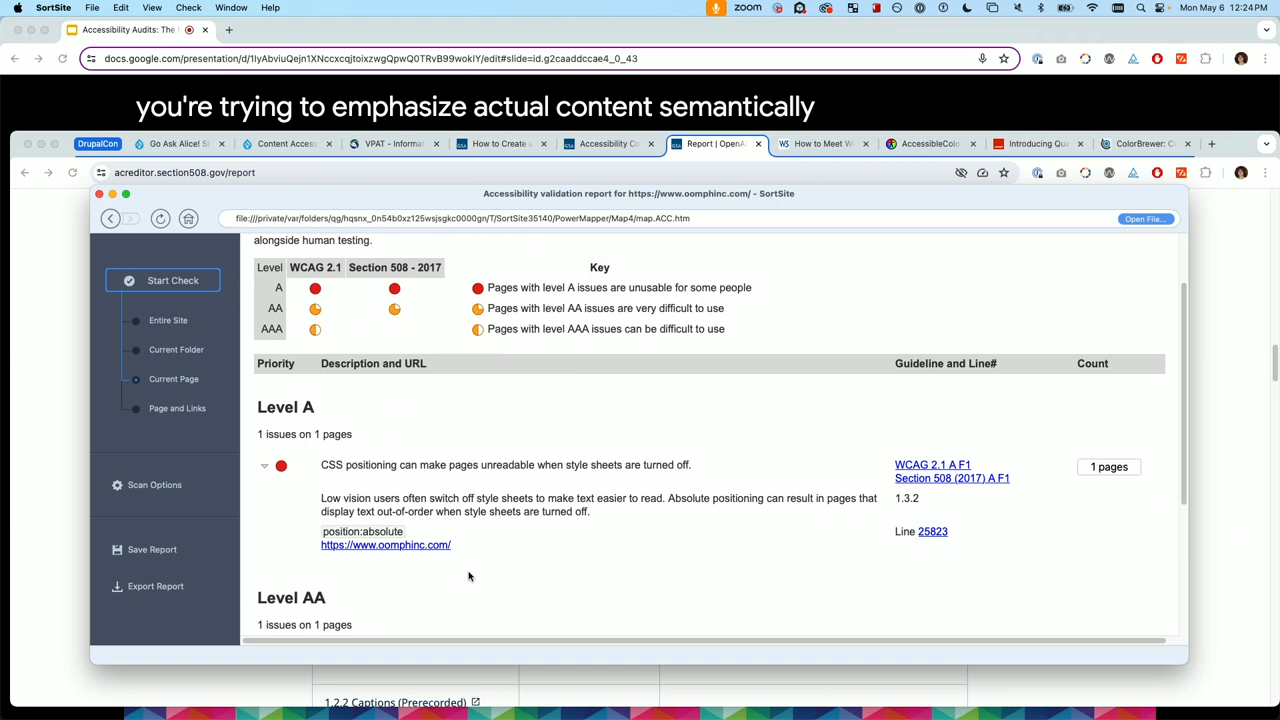 SortSite File View Check Window Help zoom Mon May 6 12:24 PM
Accessibility Audits: The
docs.google.com/presentation/d/1lyAbviuQejn1XNccxcqjtoixzwgQpwQ0TRvB99wokIY/edit#slide=id.g2caaddccae4_0_43
you're trying to emphasize actual content semantically
DrupalCon Go Ask Alice! S Content Access VPAT - Informat How to Create Accessibility Co Report | OpenA How to Meet W AccessibleColo Introducing Qua ColorBrewer: C
acreditor.section508.gov/report
Accessibility validation report for https://www.oomphinc.com/ - SortSite
file:///private/var/folders/qg/hqsnx_0n54b0xz125wsjsgkc0000gn/T/SortSite35140/PowerMapper/Map4/map.ACC.htm Open File...
Start Check
Entire Site
Current Folder
Current Page
Page and Links
Scan Options
Save Report
Export Report
alongside human testing.
Level WCAG 2.1 Section 508 - 2017 Key
A Pages with level A issues are unusable for some people
AA Pages with level AA issues are very difficult to use
AAA Pages with level AAA issues can be difficult to use
Priority Description and URL Guideline and Line# Count
Level A
1 issues on 1 pages
CSS positioning can make pages unreadable when style sheets are turned off. WCAG 2.1 A F1 1 pages
Section 508 (2017) A F1
Low vision users often switch off style sheets to make text easier to read. Absolute positioning can result in pages that 1.3.2
display text out-of-order when style sheets are turned off.
position:absolute Line 25823
https://www.oomphinc.com/
Level AA
1 issues on 1 pages
1.2.2 Captions (Prerecorded)